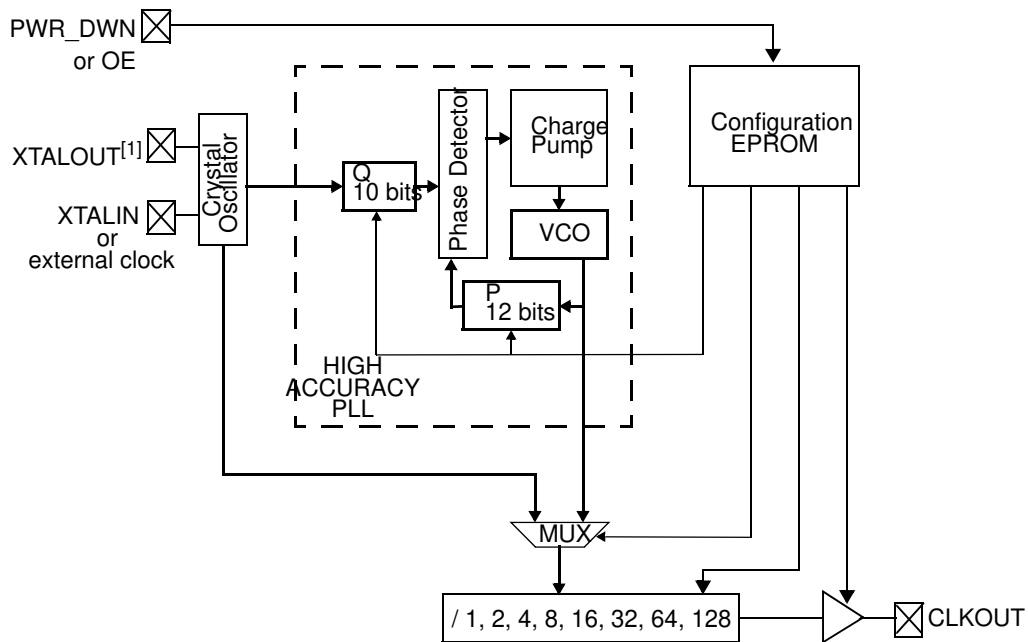 PWR_DWN
or OE
XTALOUT[1]
XTALIN
or
external clock
Crystal
Oscillator
Q
10 bits
Phase Detector
Charge
Pump
VCO
P
12 bits
HIGH
ACCURACY
PLL
Configuration
EPROM
MUX
/ 1, 2, 4, 8, 16, 32, 64, 128
CLKOUT